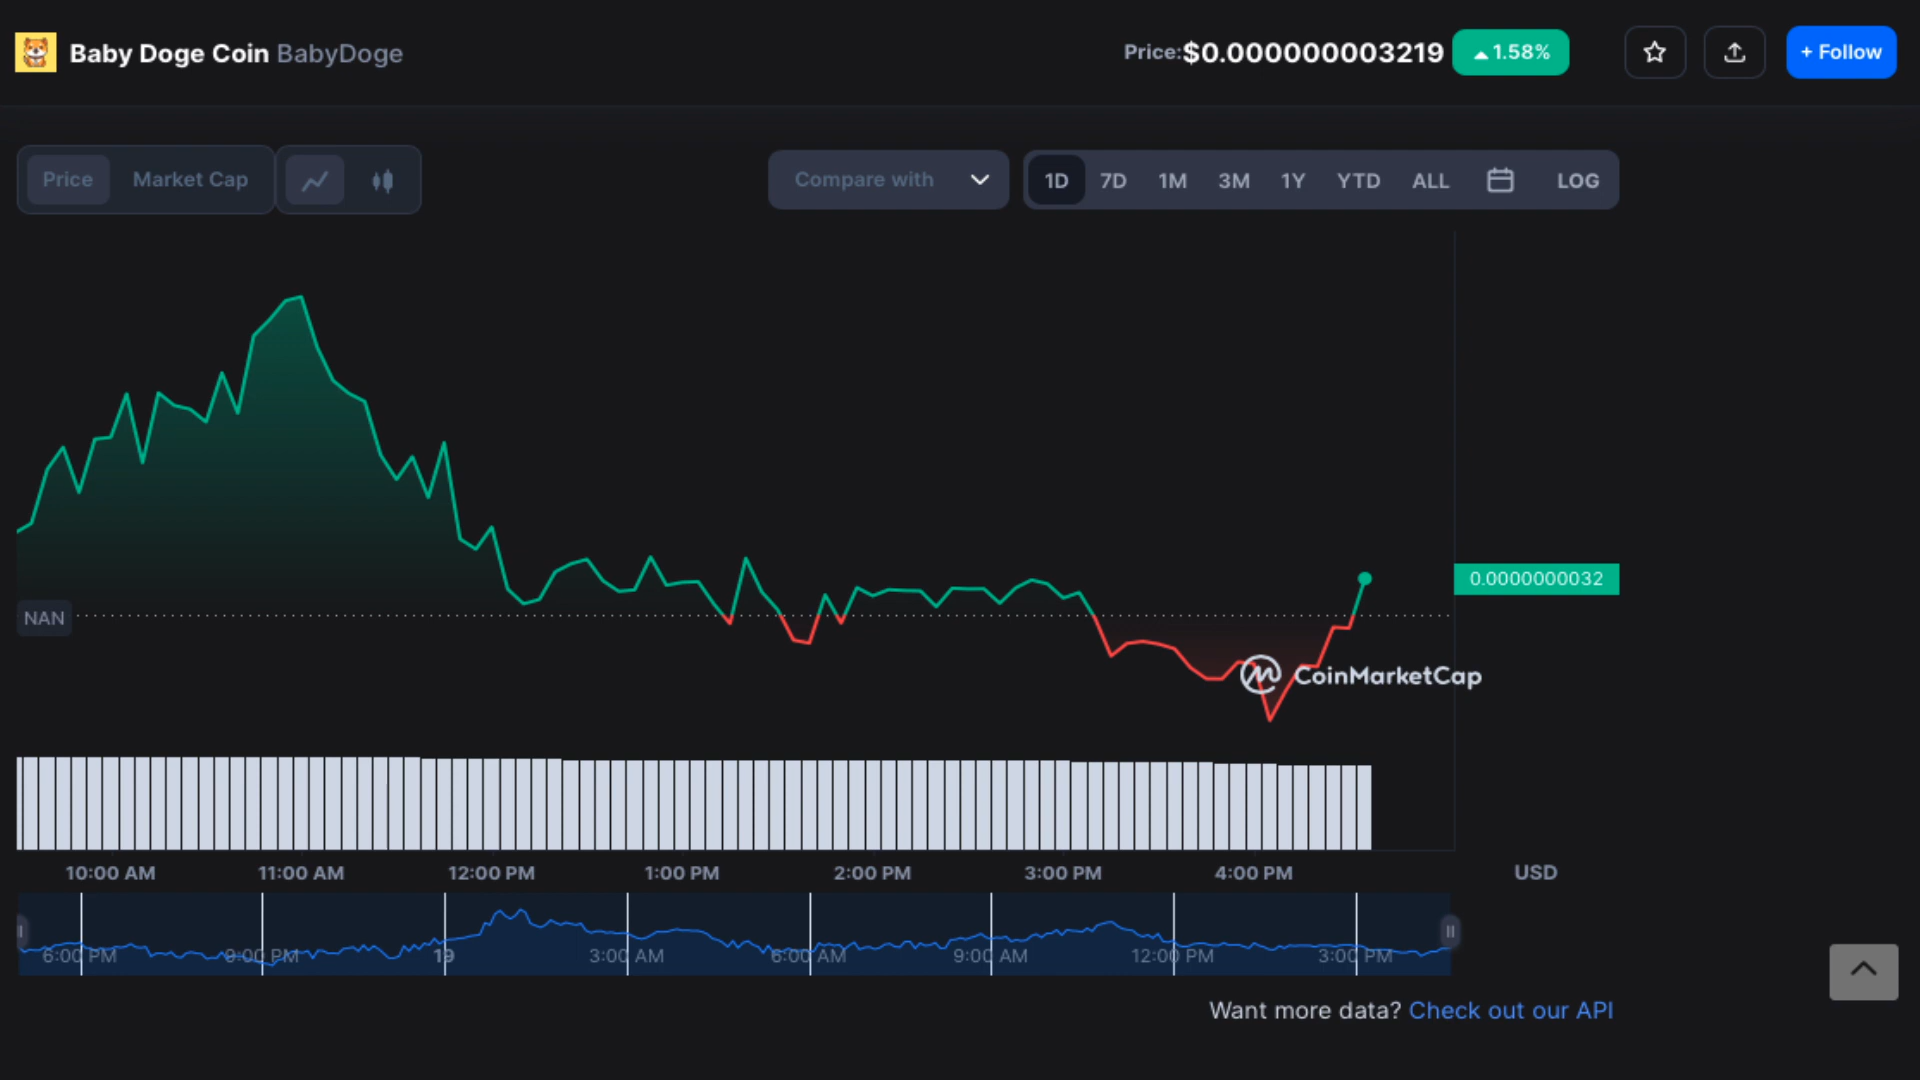 Baby Doge Coin BabyDoge
Price:$0.000000003219 ▲1.58% + Follow
Price Market Cap Compare with 1D 7D 1M 3M 1Y YTD ALL LOG
0.0000000032
NAN
CoinMarketCap
10:00 AM 11:00 AM 12:00 PM 1:00 PM 2:00 PM 3:00 PM 4:00 PM USD
6:00 PM 9:00 PM 19 3:00 AM 6:00 AM 9:00 AM 12:00 PM 3:00 PM
Want more data? Check out our API